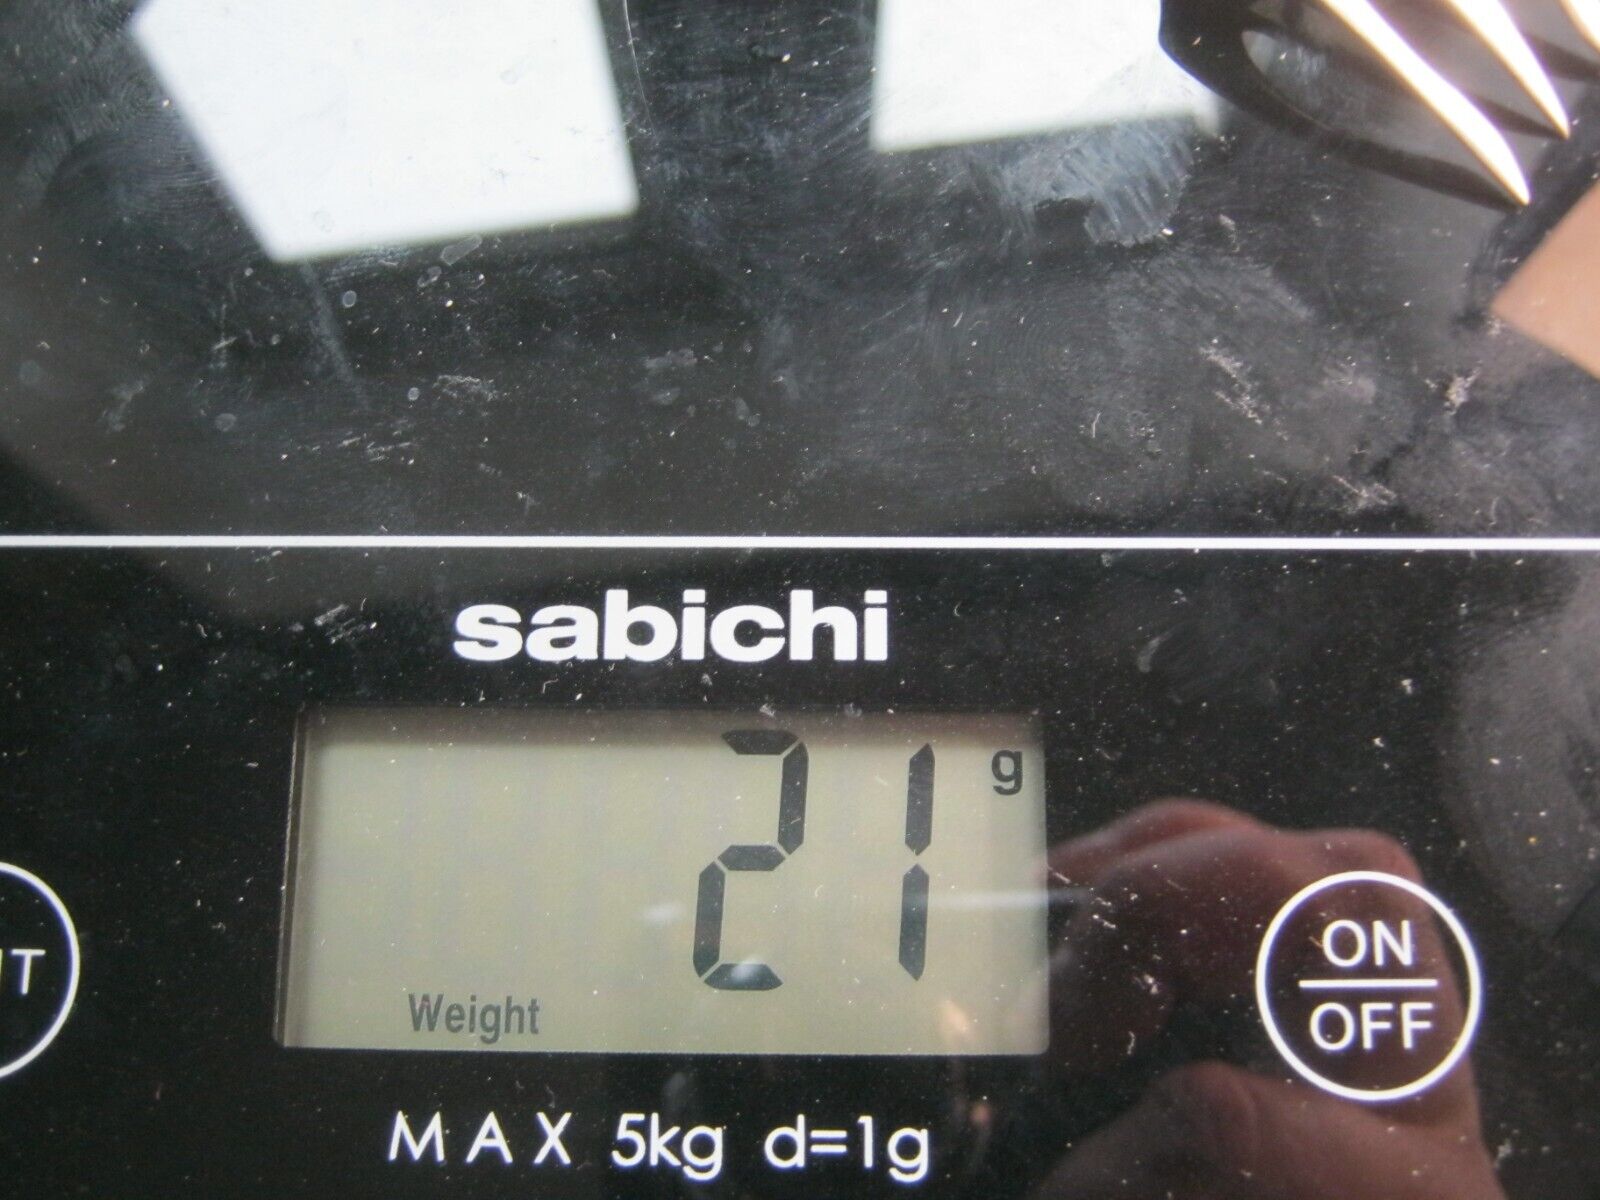 sabichi
21 g
Weight
ON
OFF
MAX 5kg d=1g